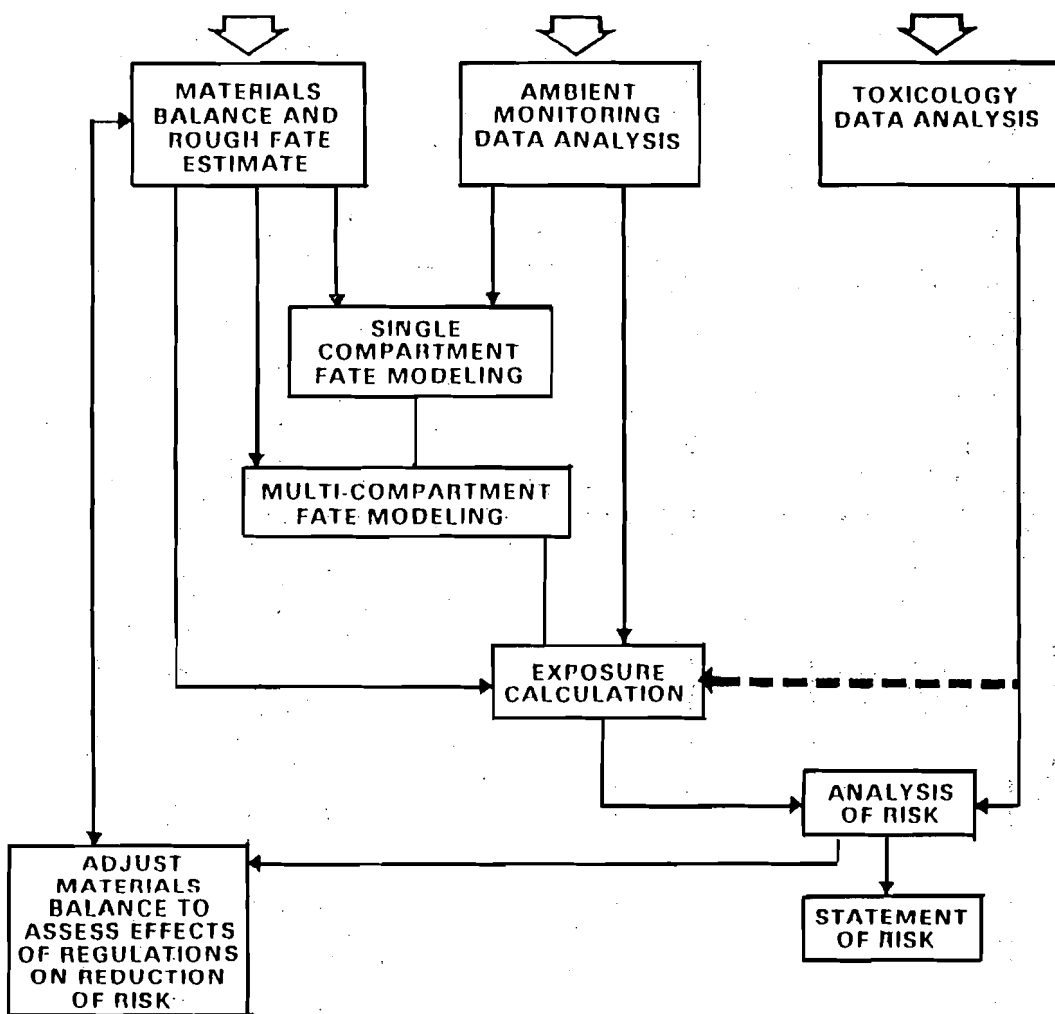 MATERIALS
BALANCE AND
ROUGH FATE
ESTIMATE
AMBIENT
MONITORING
DATA ANALYSIS
TOXICOLOGY
DATA ANALYSIS
SINGLE
COMPARTMENT
FATE MODELING
MULTI-COMPARTMENT
FATE MODELING
EXPOSURE
CALCULATION
ANALYSIS
OF RISK
ADJUST
MATERIALS
BALANCE TO
ASSESS EFFECTS
OF REGULATIONS
ON REDUCTION
OF RISK
STATEMENT
OF RISK